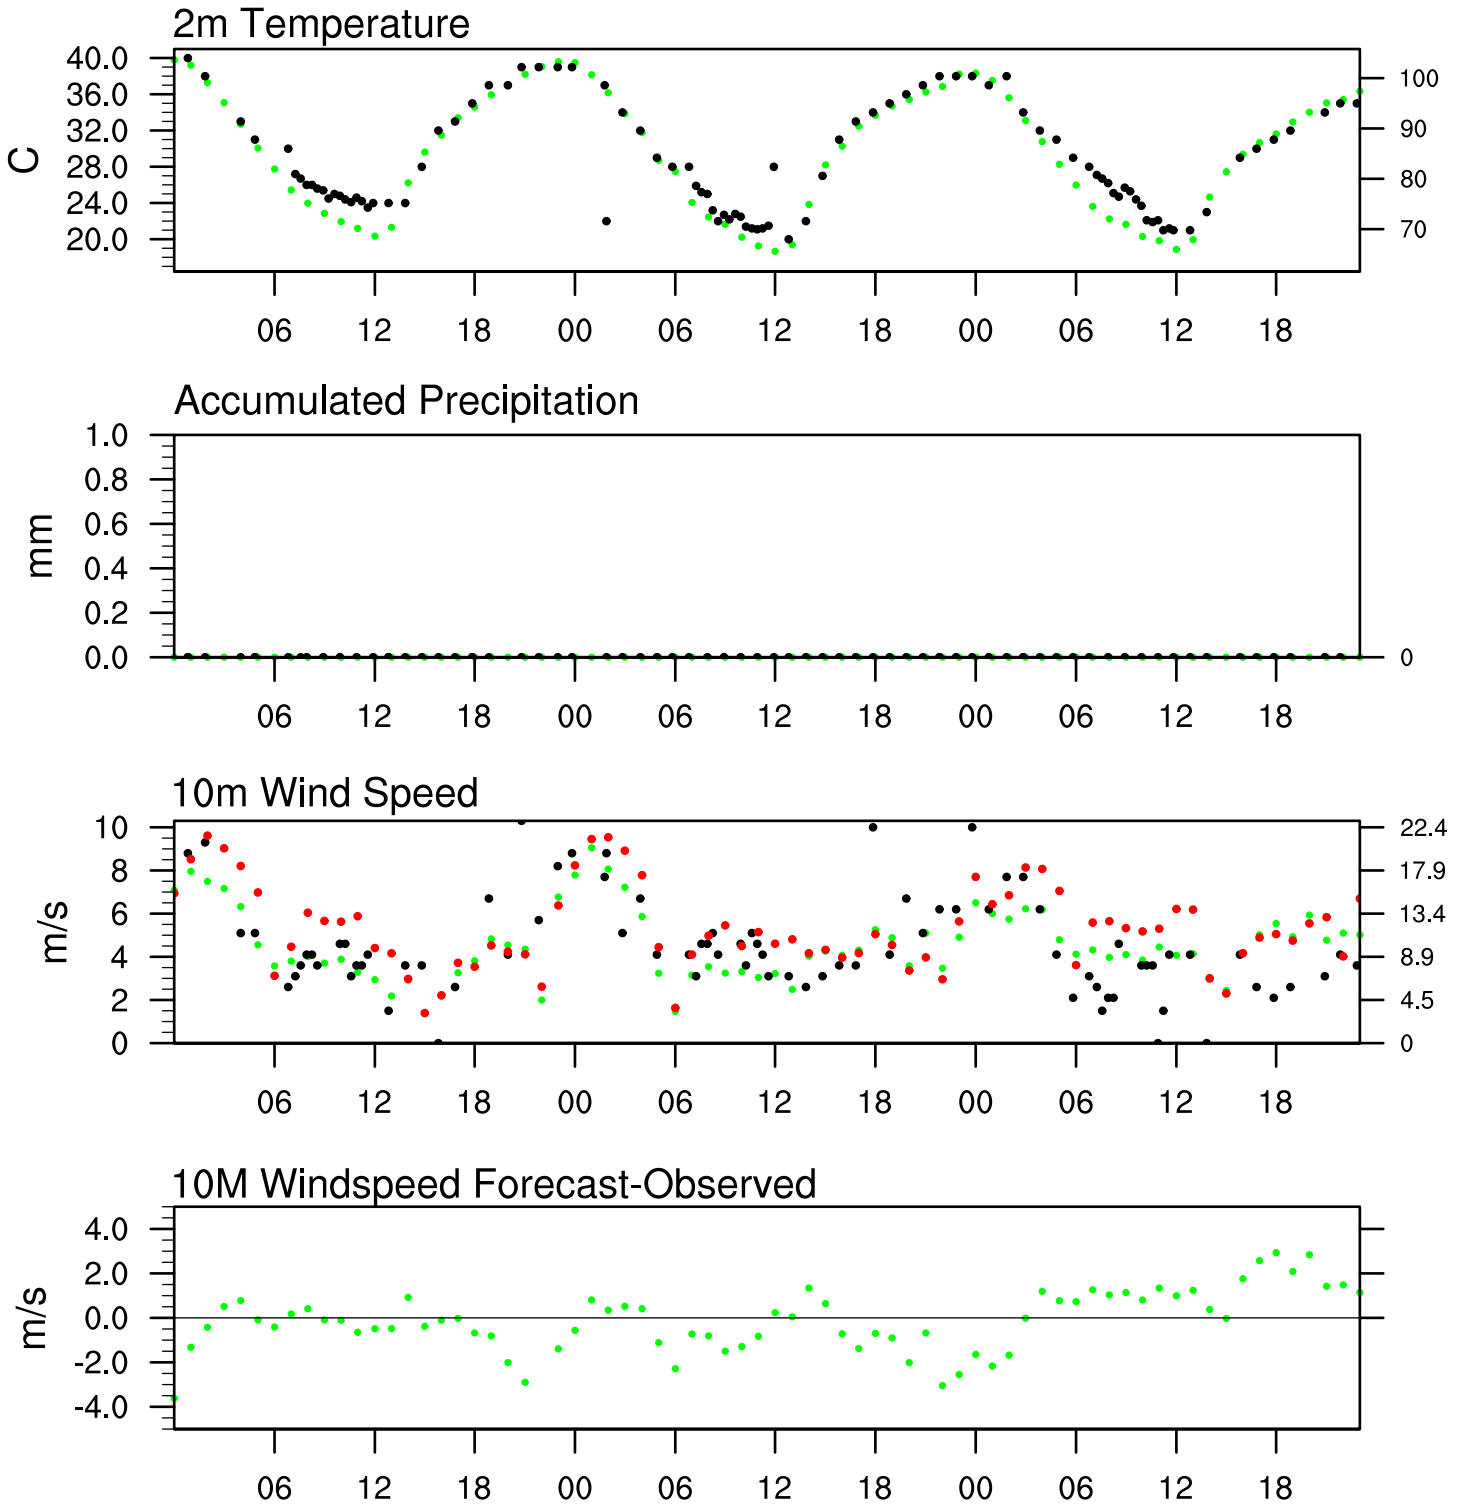 2m Temperature
40.0
36.0
32.0
28.0
24.0
20.0
C
100
90
80
70
06 12 18 00 06 12 18 00 06 12 18
Accumulated Precipitation
1.0
0.8
0.6
0.4
0.2
0.0
mm
0
06 12 18 00 06 12 18 00 06 12 18
10m Wind Speed
10
8
6
4
2
0
m/s
22.4
17.9
13.4
8.9
4.5
0
06 12 18 00 06 12 18 00 06 12 18
10M Windspeed Forecast-Observed
4.0
2.0
0.0
-2.0
-4.0
m/s
06 12 18 00 06 12 18 00 06 12 18